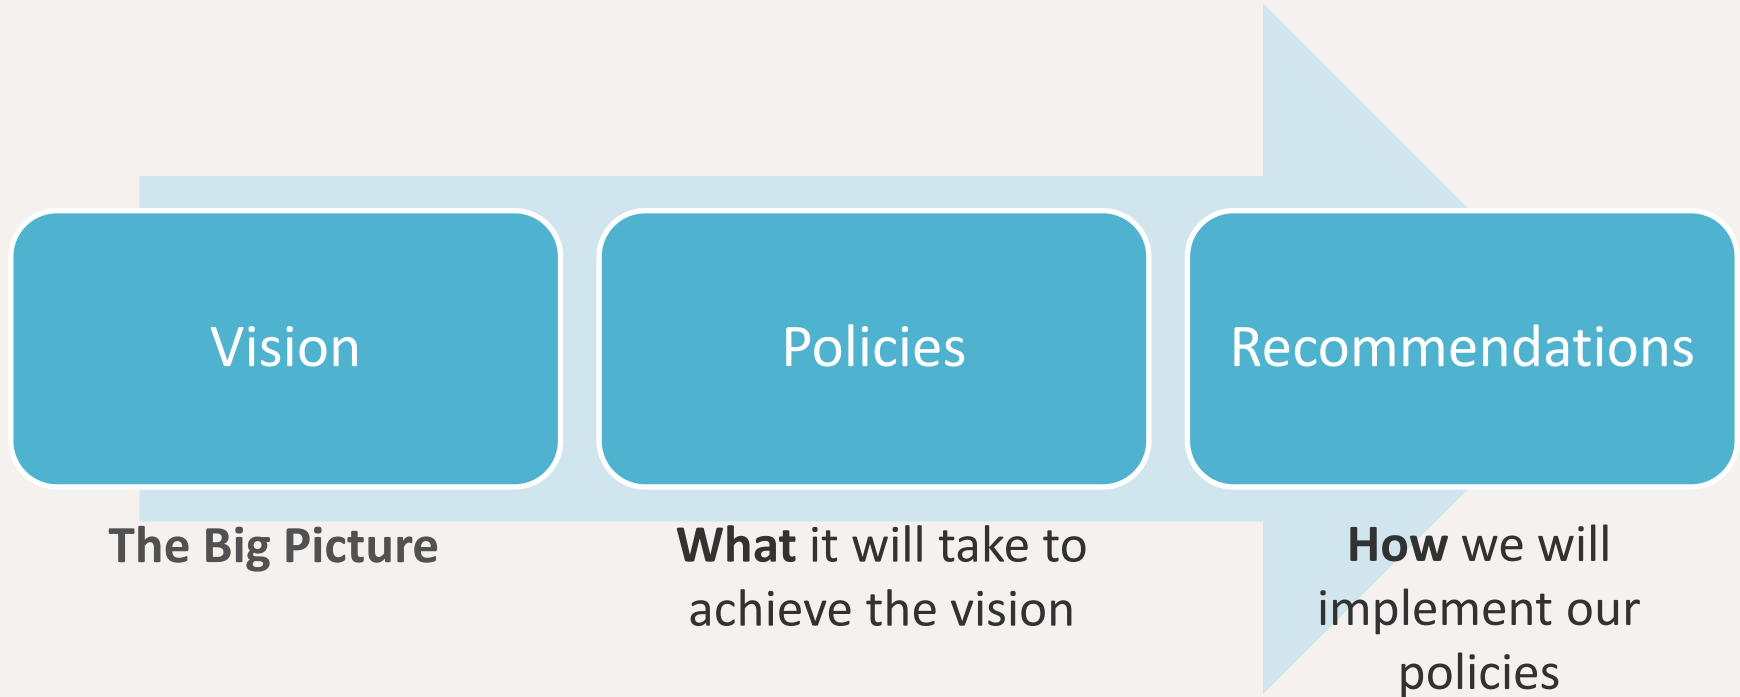 Vision
Policies
Recommendations
The Big Picture
What it will take to
achieve the vision
How we will
implement our
policies